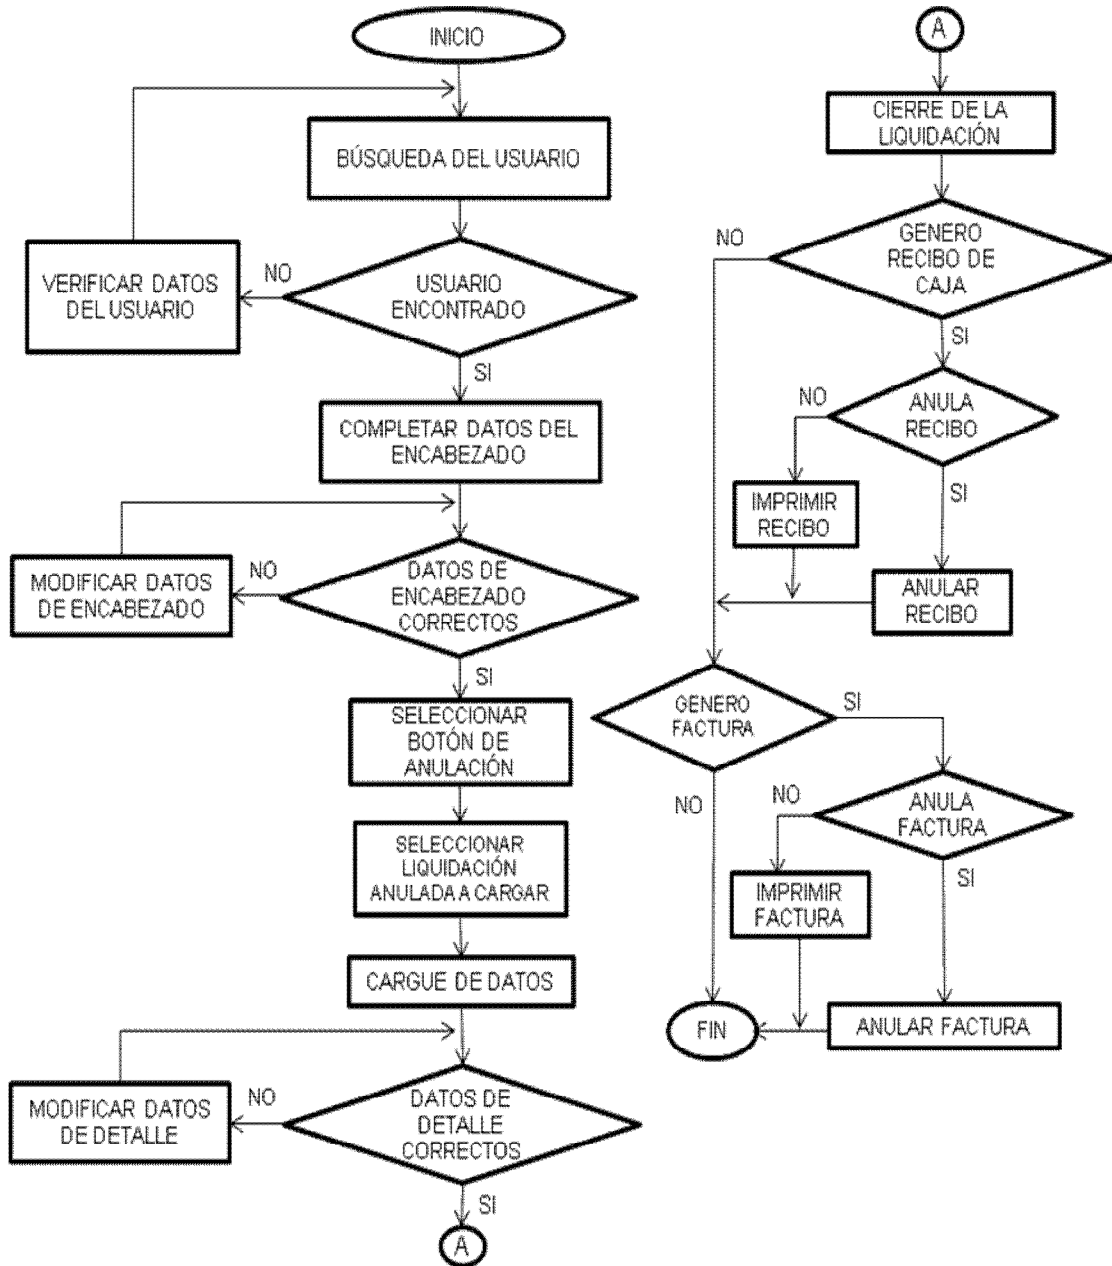 INICIO
BÚSQUEDA DEL USUARIO
USUARIO
ENCONTRADO
NO
VERIFICAR DATOS
DEL USUARIO
SI
COMPLETAR DATOS DEL
ENCABEZADO
DATOS DE
ENCABEZADO
CORRECTOS
NO
MODIFICAR DATOS
DE ENCABEZADO
SI
SELECCIONAR
BOTÓN DE
ANULACIÓN
SELECCIONAR
LIQUIDACIÓN
ANULADA A CARGAR
CARGUE DE DATOS
DATOS DE
DETALLE
CORRECTOS
NO
MODIFICAR DATOS
DE DETALLE
SI
A
A
CIERRE DE LA
LIQUIDACIÓN
GENERO
RECIBO DE
CAJA
NO
SI
ANULA
RECIBO
NO
IMPRIMIR
RECIBO
SI
ANULAR
RECIBO
GENERO
FACTURA
SI
NO
ANULA
FACTURA
NO
IMPRIMIR
FACTURA
SI
ANULAR FACTURA
FIN